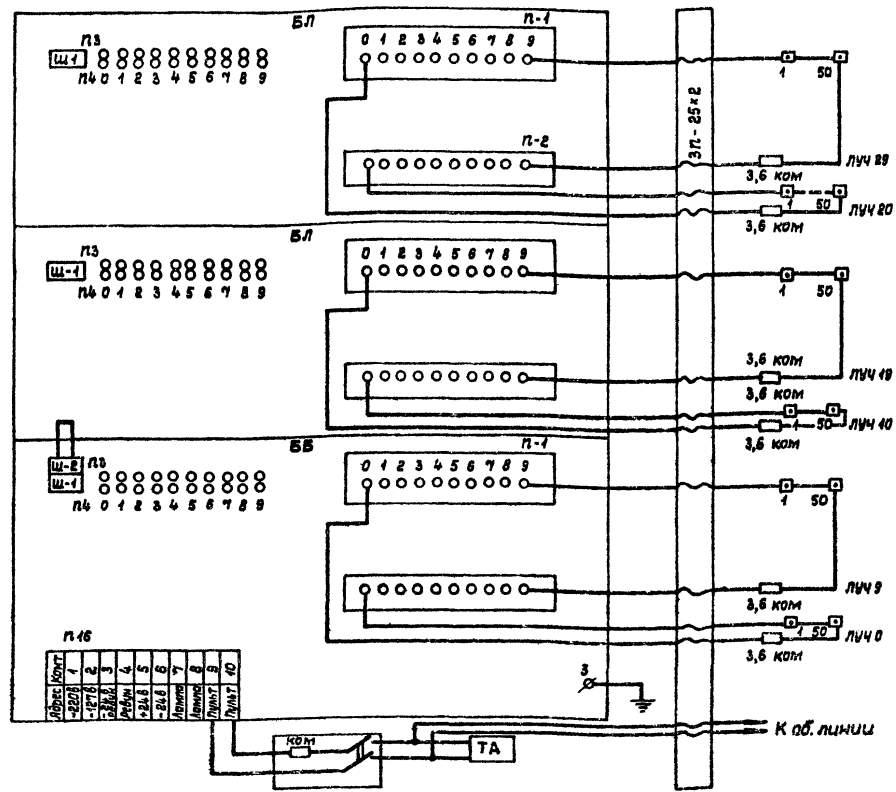 БЛ
п-1
п3
Ш1
п4 0 1 2 3 4 5 6 7 8 9
0 1 2 3 4 5 6 7 8 9
1 50
п-2
ЗП-25×2
3,6 ком
ЛУЧ 29
1 50
ЛУЧ 20
3,6 ком
БЛ
п3
Ш-1
п4 0 1 2 3 4 5 6 7 8 9
0 1 2 3 4 5 6 7 8 9
1 50
3,6 ком
ЛУЧ 19
3,6 ком
1 50
ЛУЧ 10
3,6 ком
ББ
п-1
Ш-2
п3
Ш-1
п4 0 1 2 3 4 5 6 7 8 9
0 1 2 3 4 5 6 7 8 9
1 50
ЛУЧ 9
3,6 ком
1 50
ЛУЧ 0
3,6 ком
п16
Конт 1 2 3 4 5 6 7 8 9 10
Адрес ~220в ~127в -24в резун Резун +24в -24в Лампа Лампа Пульт Пульт
З
ком
ТА
К аб. линии